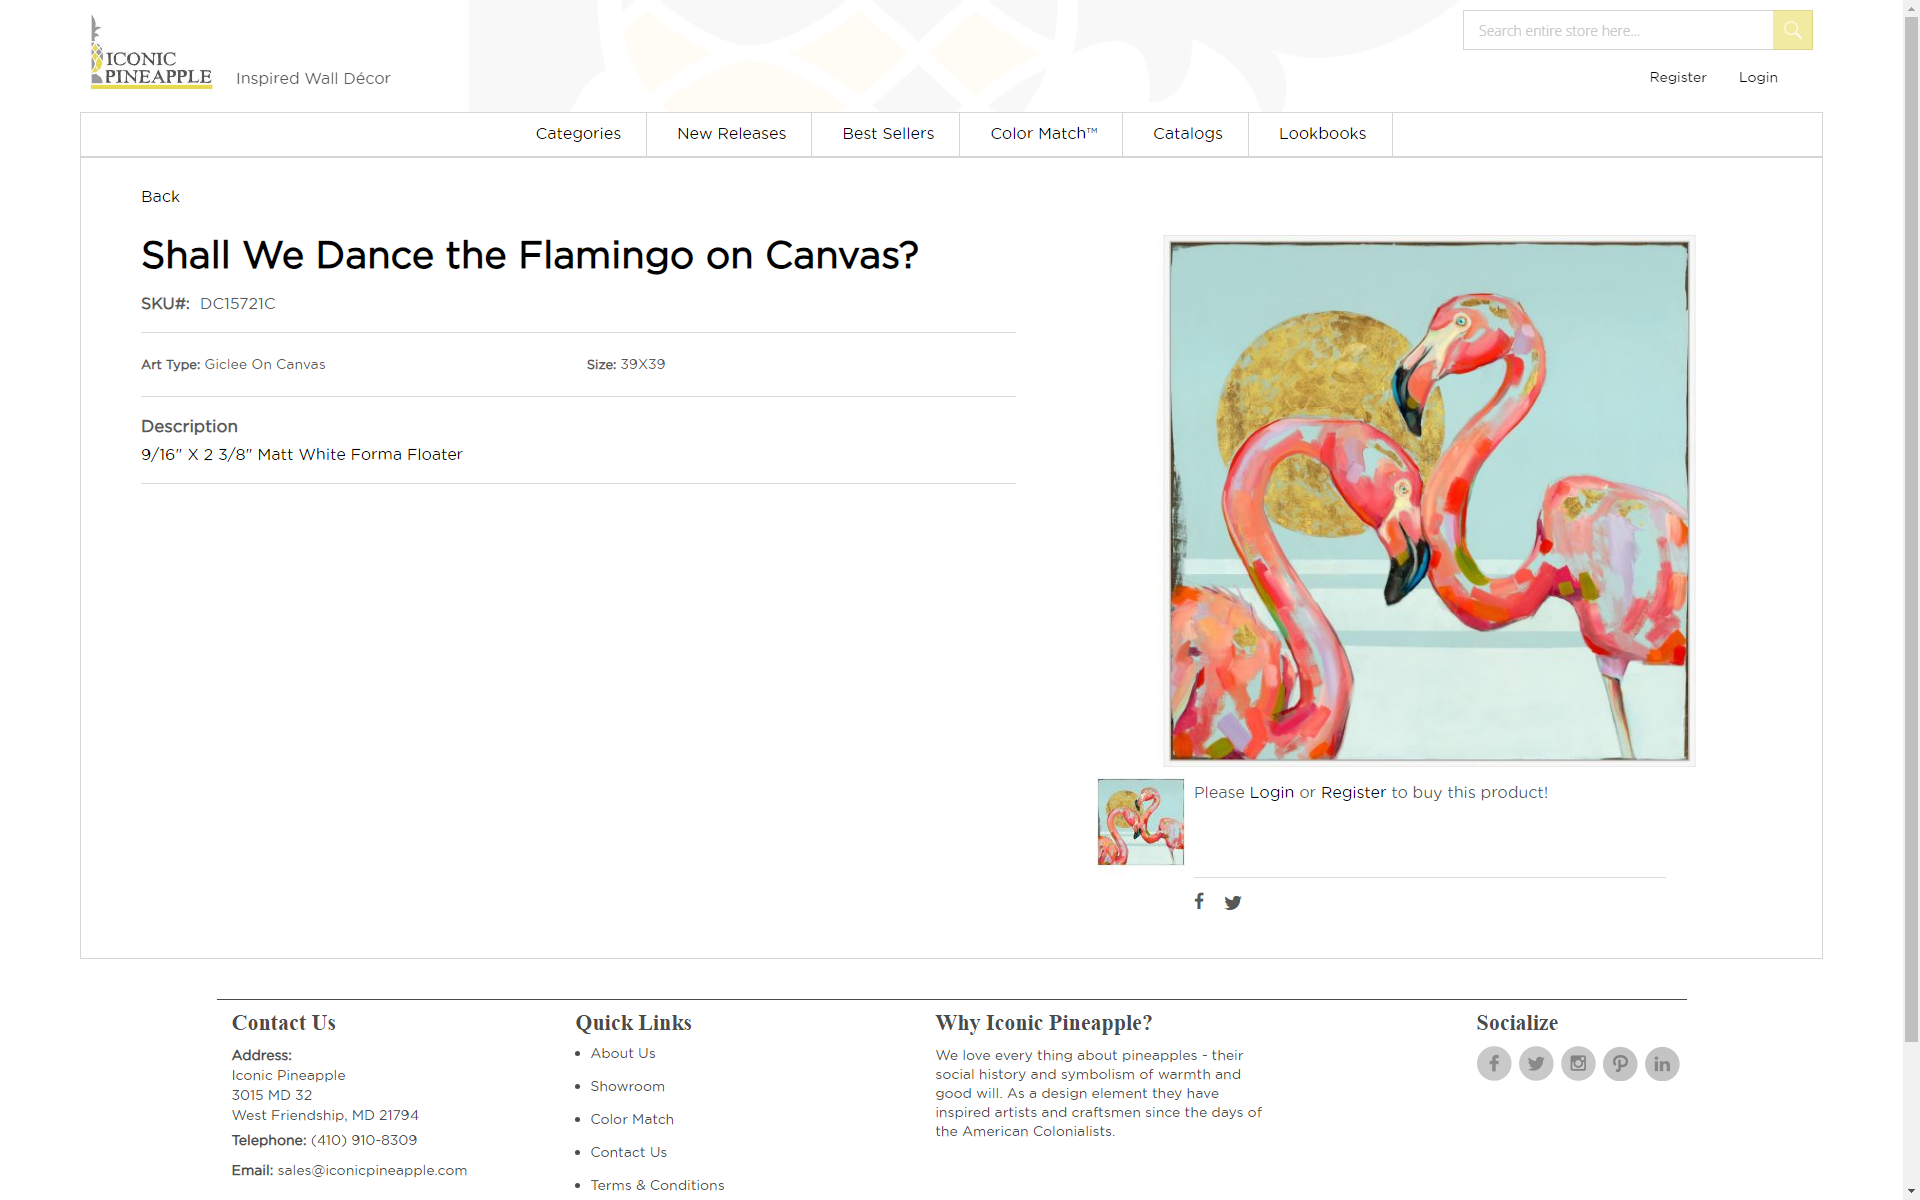 ICONIC
PINEAPPLE
Inspired Wall Décor
Search entire store here...
Register
Login
Categories
New Releases
Best Sellers
Color Match™
Catalogs
Lookbooks
Back
Shall We Dance the Flamingo on Canvas?
SKU#: DC15721C
Art Type: Giclee On Canvas
Size: 39X39
Description
9/16" X 2 3/8" Matt White Forma Floater
Please Login or Register to buy this product!
Contact Us
Address:
Iconic Pineapple
3015 MD 32
West Friendship, MD 21794
Telephone: (410) 910-8309
Email: sales@iconicpineapple.com
Quick Links
About Us
Showroom
Color Match
Contact Us
Terms & Conditions
Why Iconic Pineapple?
We love every thing about pineapples - their
social history and symbolism of warmth and
good will. As a design element they have
inspired artists and craftsmen since the days of
the American Colonialists.
Socialize